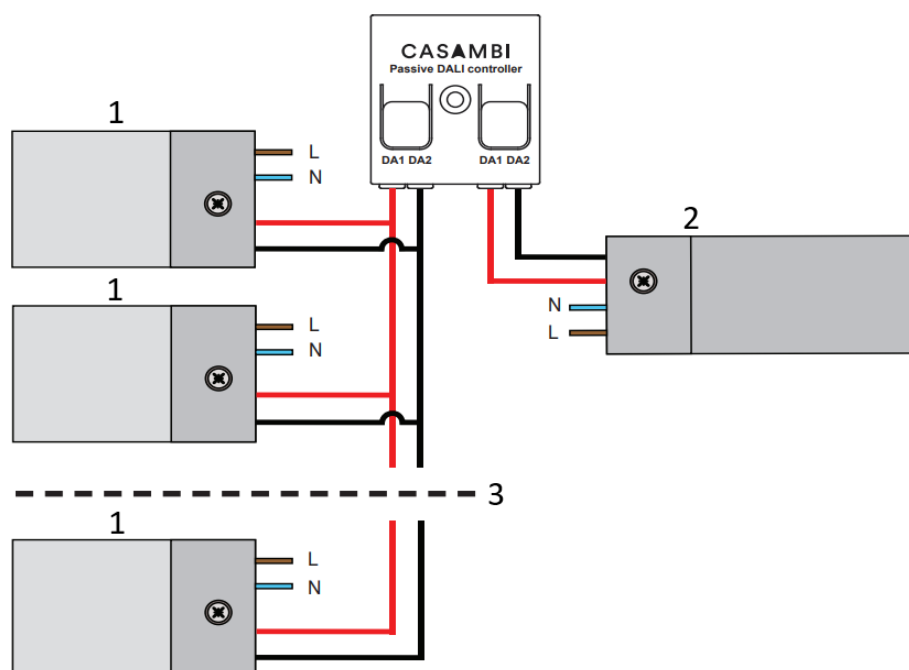 CASAMBI
Passive DALI controller
DA1 DA2
DA1 DA2
1
L
N
2
N
L
1
L
N
3
1
L
N